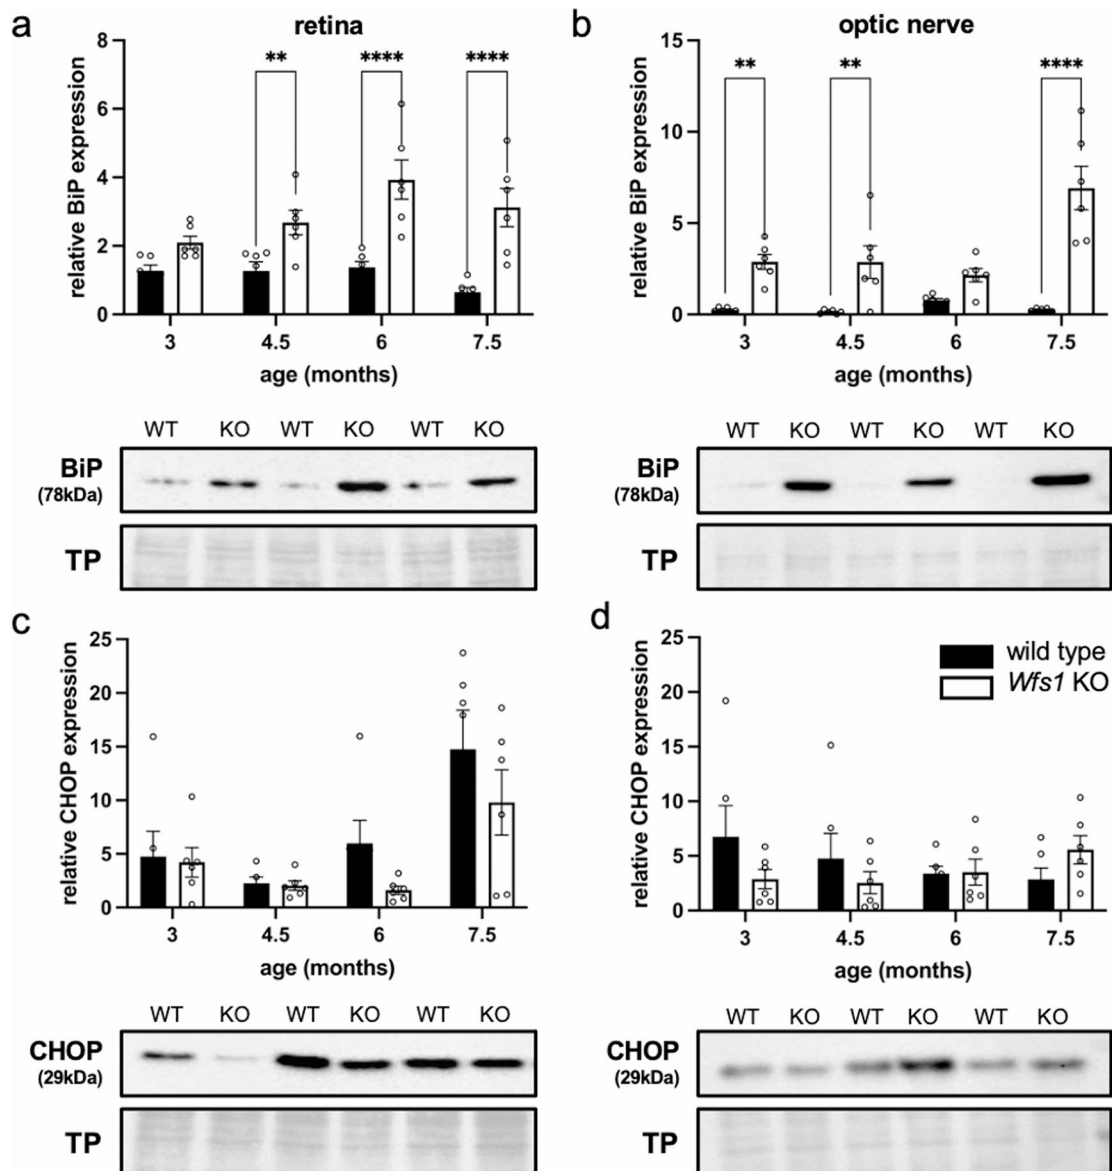 a
retina
relative BiP expression
8
6
4
2
0
**
****
****
3 4.5 6 7.5
age (months)
WT KO WT KO WT KO
BiP
(78kDa)
TP
b
optic nerve
relative BiP expression
15
10
5
0
**
**
****
3 4.5 6 7.5
age (months)
WT KO WT KO WT KO
BiP
(78kDa)
TP
c
relative CHOP expression
25
20
15
10
5
0
3 4.5 6 7.5
age (months)
WT KO WT KO WT KO
CHOP
(29kDa)
TP
d
relative CHOP expression
25
20
15
10
5
0
wild type
Wfs1 KO
3 4.5 6 7.5
age (months)
WT KO WT KO WT KO
CHOP
(29kDa)
TP